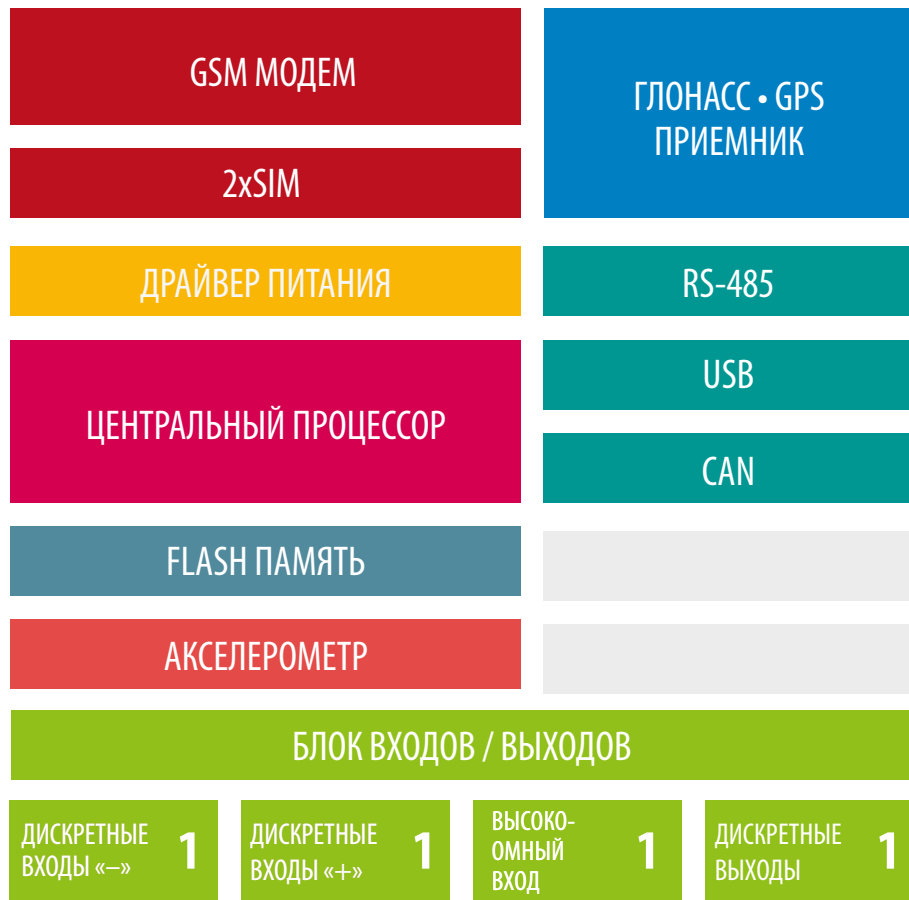 GSM МОДЕМ
2xSIM
ГЛОНАСС • GPS
ПРИЕМНИК
ДРАЙВЕР ПИТАНИЯ
RS-485
ЦЕНТРАЛЬНЫЙ ПРОЦЕССОР
USB
CAN
FLASH ПАМЯТЬ
АКСЕЛЕРОМЕТР
БЛОК ВХОДОВ / ВЫХОДОВ
ДИСКРЕТНЫЕ
ВХОДЫ «–»
1
ДИСКРЕТНЫЕ
ВХОДЫ «+»
1
ВЫСОКО-
ОМНЫЙ
ВХОД
1
ДИСКРЕТНЫЕ
ВЫХОДЫ
1